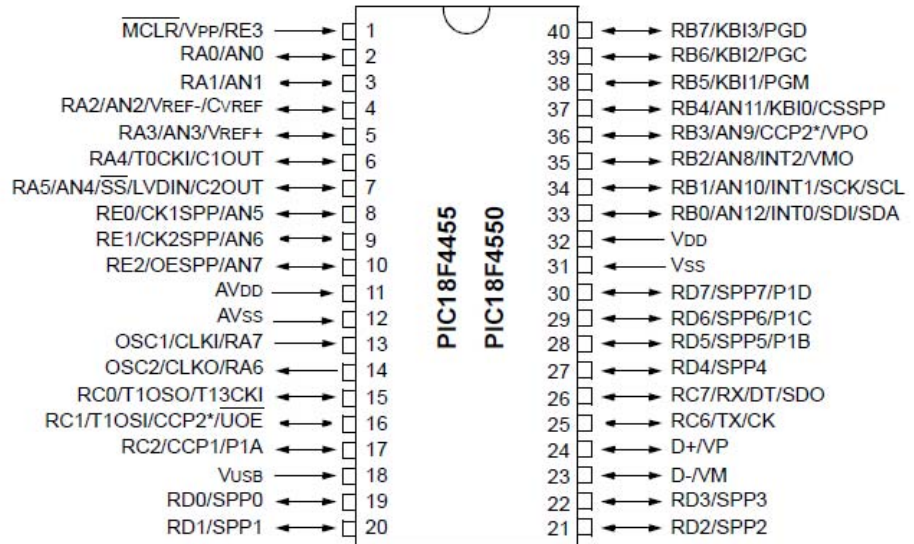 MCLR/VPP/RE3 1
RA0/AN0 2
RA1/AN1 3
RA2/AN2/VREF-/CVREF 4
RA3/AN3/VREF+ 5
RA4/T0CKI/C1OUT 6
RA5/AN4/SS/LVDIN/C2OUT 7
RE0/CK1SPP/AN5 8
RE1/CK2SPP/AN6 9
RE2/OESPP/AN7 10
AVDD 11
AVSS 12
OSC1/CLKI/RA7 13
OSC2/CLKO/RA6 14
RC0/T1OSO/T13CKI 15
RC1/T1OSI/CCP2*/UOE 16
RC2/CCP1/P1A 17
VUSB 18
RD0/SPP0 19
RD1/SPP1 20
PIC18F4455
PIC18F4550
40 RB7/KBI3/PGD
39 RB6/KBI2/PGC
38 RB5/KBI1/PGM
37 RB4/AN11/KBI0/CSSPP
36 RB3/AN9/CCP2*/VPO
35 RB2/AN8/INT2/VMO
34 RB1/AN10/INT1/SCK/SCL
33 RB0/AN12/INT0/SDI/SDA
32 VDD
31 VSS
30 RD7/SPP7/P1D
29 RD6/SPP6/P1C
28 RD5/SPP5/P1B
27 RD4/SPP4
26 RC7/RX/DT/SDO
25 RC6/TX/CK
24 D+/VP
23 D-/VM
22 RD3/SPP3
21 RD2/SPP2